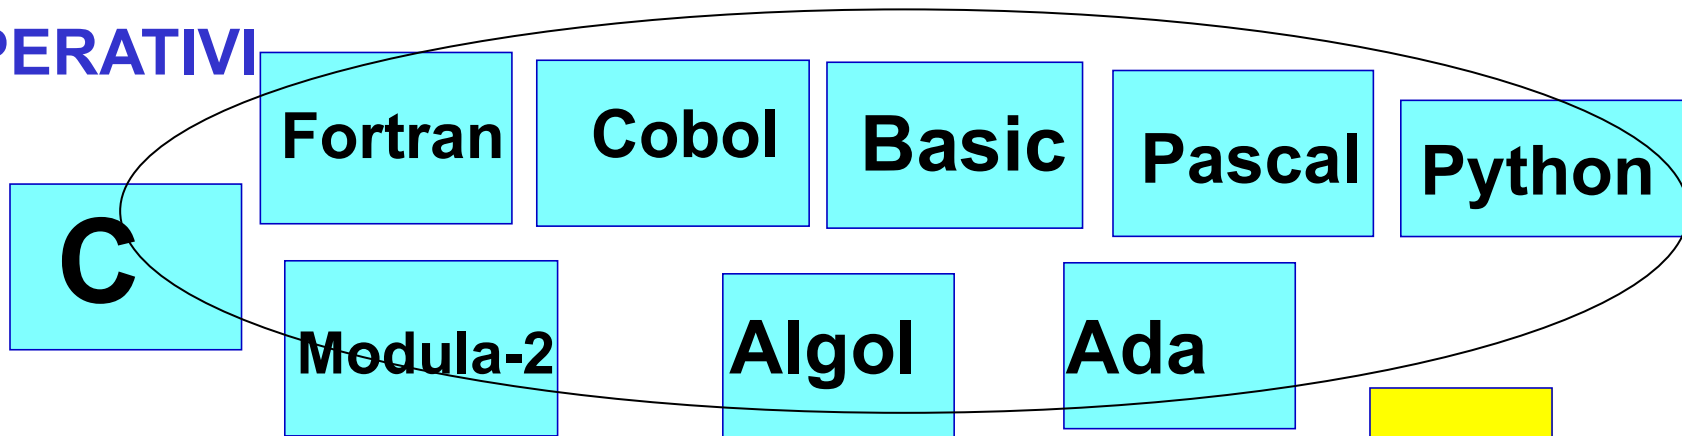 PERATIVI
Fortran
Cobol
Basic
Pascal
Python
C
Modula-2
Algol
Ada